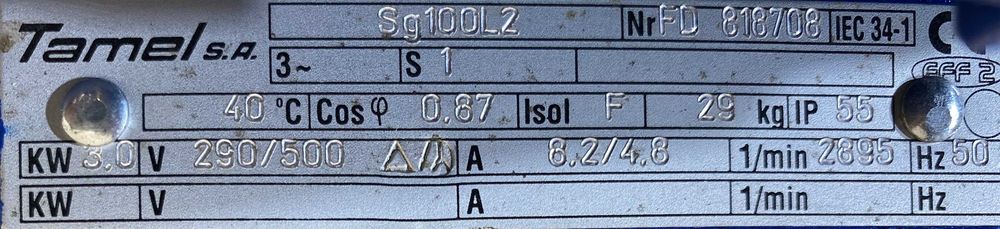 Tamel S.A. Sg100L2 Nr FD 818708 IEC 34-1 CE
3~ S 1 EFF 2
40 °C Cos φ 0.87 Isol F 29 kg IP 55
KW 3.0 V 290/500 Δ/Y A 8.2/4.8 1/min 2895 Hz 50
KW V A 1/min Hz